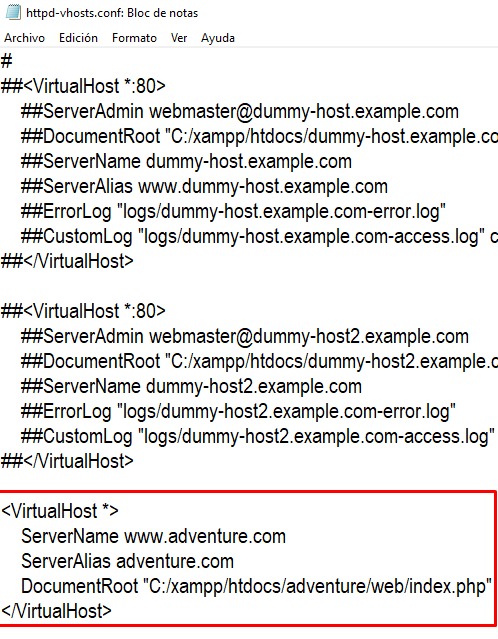 httpd-vhosts.conf: Bloc de notas
Archivo Edición Formato Ver Ayuda
#
##<VirtualHost *:80>
##ServerAdmin webmaster@dummy-host.example.com
##DocumentRoot "C:/xampp/htdocs/dummy-host.example.co
##ServerName dummy-host.example.com
##ServerAlias www.dummy-host.example.com
##ErrorLog "logs/dummy-host.example.com-error.log"
##CustomLog "logs/dummy-host.example.com-access.log" c
##</VirtualHost>
##<VirtualHost *:80>
##ServerAdmin webmaster@dummy-host2.example.com
##DocumentRoot "C:/xampp/htdocs/dummy-host2.example.c
##ServerName dummy-host2.example.com
##ErrorLog "logs/dummy-host2.example.com-error.log"
##CustomLog "logs/dummy-host2.example.com-access.log"
##</VirtualHost>
<VirtualHost *>
ServerName www.adventure.com
ServerAlias adventure.com
DocumentRoot "C:/xampp/htdocs/adventure/web/index.php"
</VirtualHost>